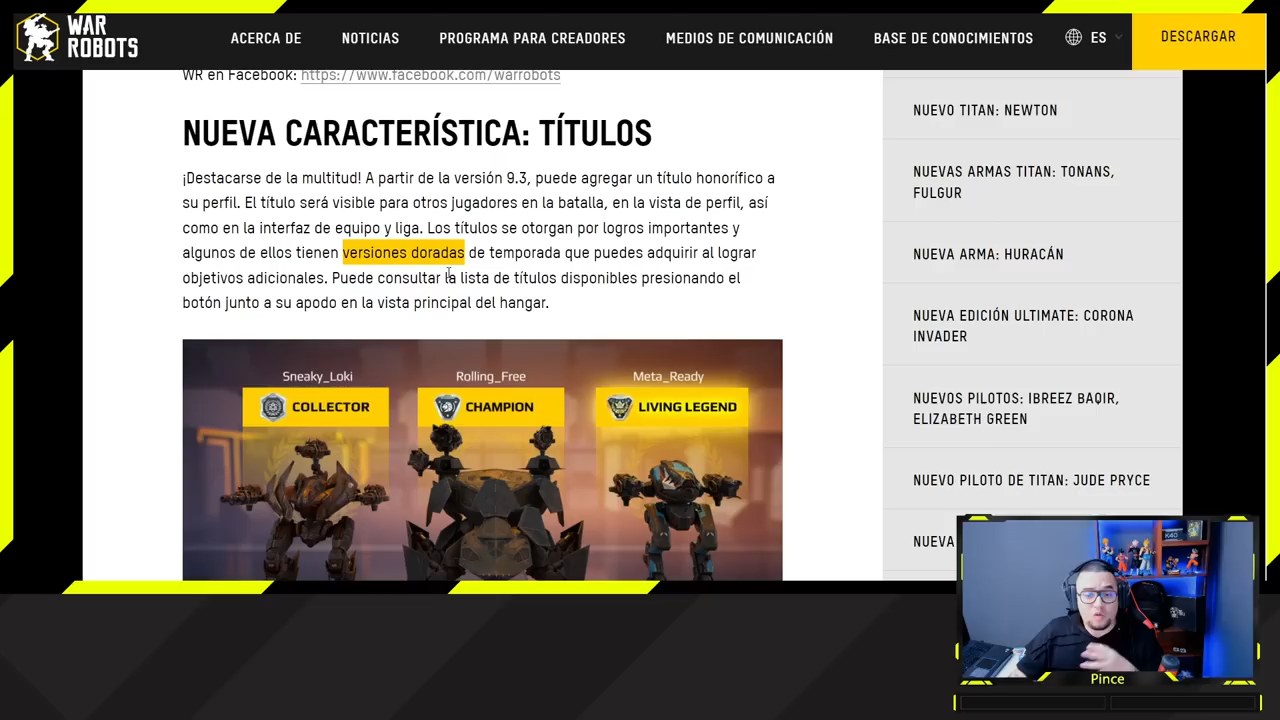 WAR
ROBOTS
ACERCA DE
NOTICIAS
PROGRAMA PARA CREADORES
MEDIOS DE COMUNICACIÓN
BASE DE CONOCIMIENTOS
ES
DESCARGAR
WR en Facebook: https://www.facebook.com/warrobots
NUEVA CARACTERÍSTICA: TÍTULOS
¡Destacarse de la multitud! A partir de la versión 9.3, puede agregar un título honorífico a
su perfil. El título será visible para otros jugadores en la batalla, en la vista de perfil, así
como en la interfaz de equipo y liga. Los títulos se otorgan por logros importantes y
algunos de ellos tienen versiones doradas de temporada que puedes adquirir al lograr
objetivos adicionales. Puede consultar la lista de títulos disponibles presionando el
botón junto a su apodo en la vista principal del hangar.
Sneaky_Loki
COLLECTOR
Rolling_Free
CHAMPION
Meta_Ready
LIVING LEGEND
NUEVO TITAN: NEWTON
NUEVAS ARMAS TITAN: TONANS,
FULGUR
NUEVA ARMA: HURACÁN
NUEVA EDICIÓN ULTIMATE: CORONA
INVADER
NUEVOS PILOTOS: IBREEZ BAQIR,
ELIZABETH GREEN
NUEVO PILOTO DE TITAN: JUDE PRYCE
NUEVA
K40
Pince